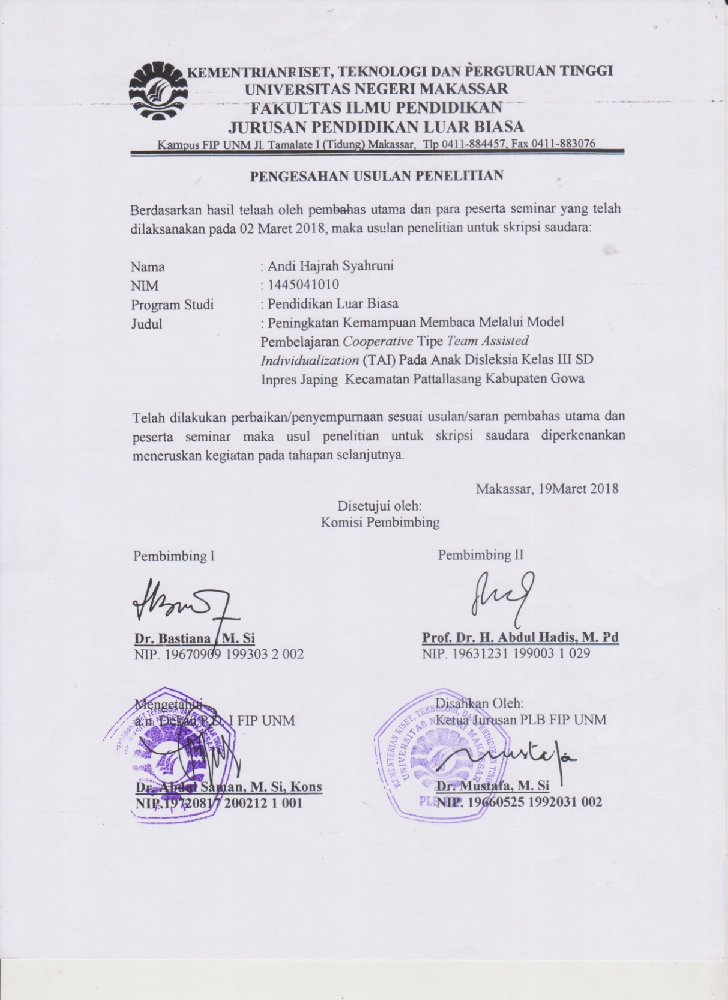 KEMENTRIANRISET, TEKNOLOGI DAN PERGURUAN TINGGI
UNIVERSITAS NEGERI MAKASSAR
FAKULTAS ILMU PENDIDIKAN
JURUSAN PENDIDIKAN LUAR BIASA
Kampus FIP UNM Jl. Tamalate I (Tidung) Makassar, Tlp 0411-884457, Fax 0411-883076
PENGESAHAN USULAN PENELITIAN
Berdasarkan hasil telaah oleh pembahas utama dan para peserta seminar yang telah
dilaksanakan pada 02 Maret 2018, maka usulan penelitian untuk skripsi saudara:
Nama : Andi Hajrah Syahruni
NIM : 1445041010
Program Studi : Pendidikan Luar Biasa
Judul : Peningkatan Kemampuan Membaca Melalui Model
Pembelajaran Cooperative Tipe Team Assisted
Individualization (TAI) Pada Anak Disleksia Kelas III SD
Inpres Japing Kecamatan Pattallasang Kabupaten Gowa
Telah dilakukan perbaikan/penyempurnaan sesuai usulan/saran pembahas utama dan
peserta seminar maka usul penelitian untuk skripsi saudara diperkenankan
meneruskan kegiatan pada tahapan selanjutnya.
Makassar, 19Maret 2018
Disetujui oleh:
Komisi Pembimbing
Pembimbing I Pembimbing II
Dr. Bastiana , M. Si Prof. Dr. H. Abdul Hadis, M. Pd
NIP. 19670909 199303 2 002 NIP. 19631231 199003 1 029
Mengetahui Disahkan Oleh:
a.n. Dekan P.D. I FIP UNM Ketua Jurusan PLB FIP UNM
KEMENTERIAN RISET, TEKNOLOGI, DAN PENDIDIKAN TINGGI
UNIVERSITAS NEGERI MAKASSAR
mustafa
Dr. Abdul Saman, M. Si, Kons Dr. Mustafa, M. Si
NIP.19720817 200212 1 001 NIP. 19660525 1992031 002
FIP PLB FIP